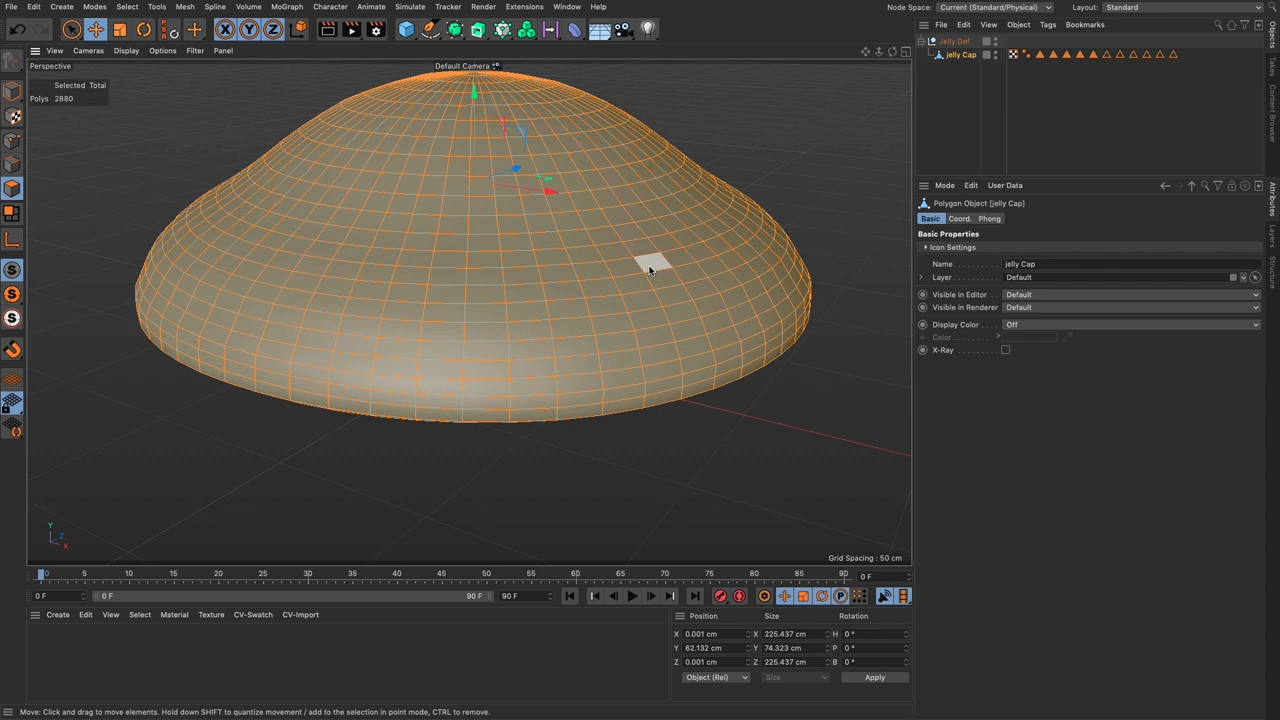 File Edit Create Modes Select Tools Mesh Spline Volume MoGraph Character Animate Simulate Tracker Render Extensions Window Help Node Space: Current (Standard/Physical) Layout: Standard
X Y Z
View Cameras Display Options Filter Panel
File Edit View Object Tags Bookmarks
Perspective Default Camera
Selected Total
Polys 2880
Jelly Def
jelly Cap
Objects
Takes
Content Browser
Mode Edit User Data
Attributes
Layers
Structure
Polygon Object [jelly Cap]
Basic Coord. Phong
Basic Properties
Icon Settings
Name jelly Cap
Layer Default
Visible in Editor Default
Visible in Renderer Default
Display Color Off
Color
X-Ray
S
S
S
Y
Z
X
Grid Spacing : 50 cm
0 5 10 15 20 25 30 35 40 45 50 55 60 65 70 75 80 85 90 0 F
0 F 0 F 90 F 90 F P
Create Edit View Select Material Texture CV-Swatch CV-Import
Position Size Rotation
X 0.001 cm X 225.437 cm H 0 °
Y 62.132 cm Y 74.323 cm P 0 °
Z 0.001 cm Z 225.437 cm B 0 °
Object (Rel) Size Apply
Move: Click and drag to move elements. Hold down SHIFT to quantize movement / add to the selection in point mode, CTRL to remove.